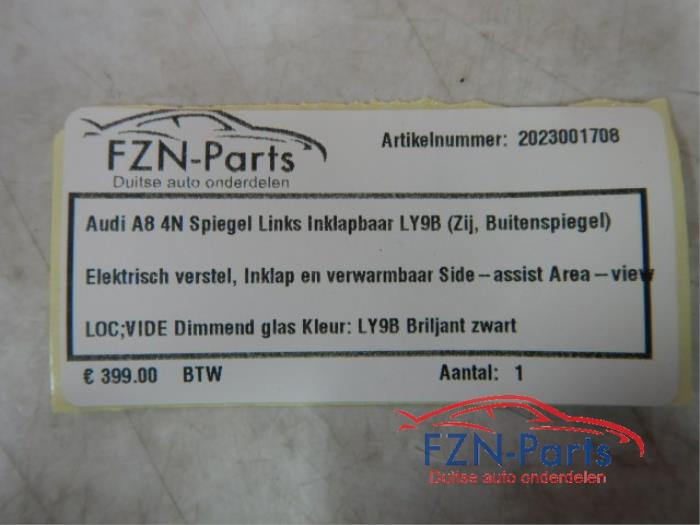 FZN-Parts
Duitse auto onderdelen
Artikelnummer: 2023001708
Audi A8 4N Spiegel Links Inklapbaar LY9B (Zij, Buitenspiegel)
Elektrisch verstel, Inklap en verwarmbaar Side-assist Area-view
LOC;VIDE Dimmend glas Kleur: LY9B Briljant zwart
€ 399.00 BTW Aantal: 1
FZN-Parts
Duitse auto onderdelen